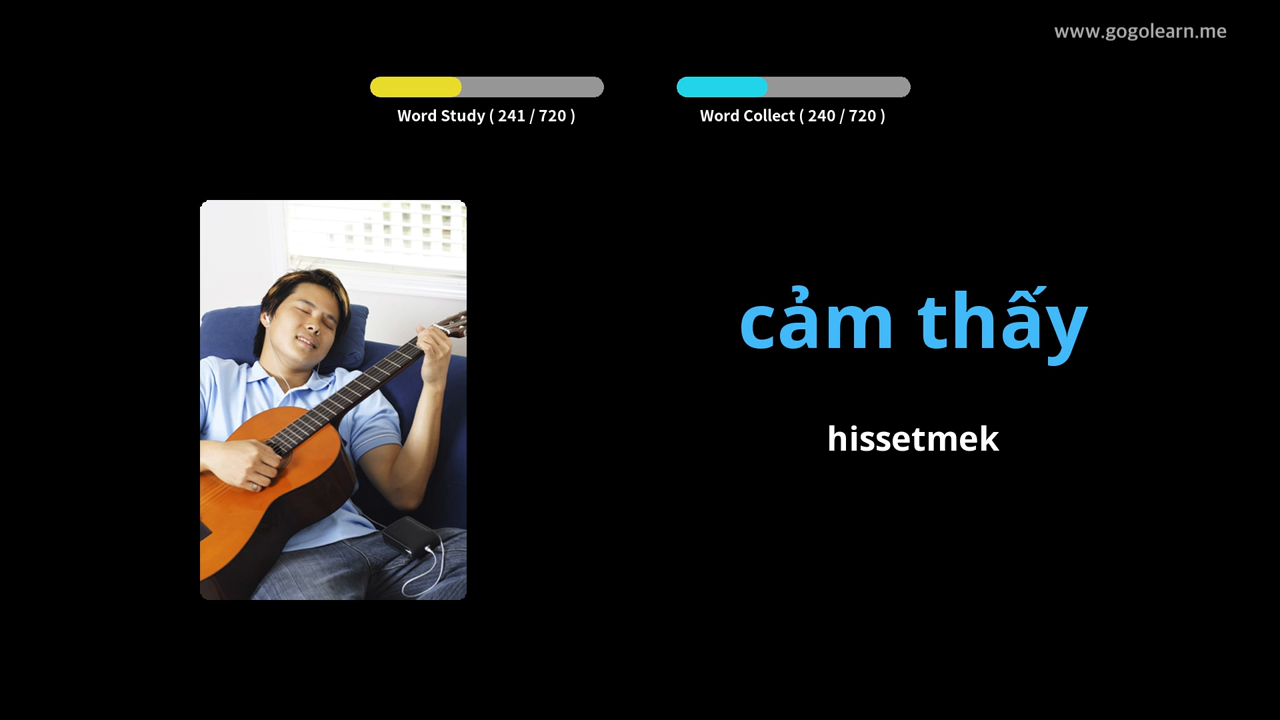 www.gogolearn.me
Word Study ( 241 / 720 )
Word Collect ( 240 / 720 )
cảm thấy
hissetmek